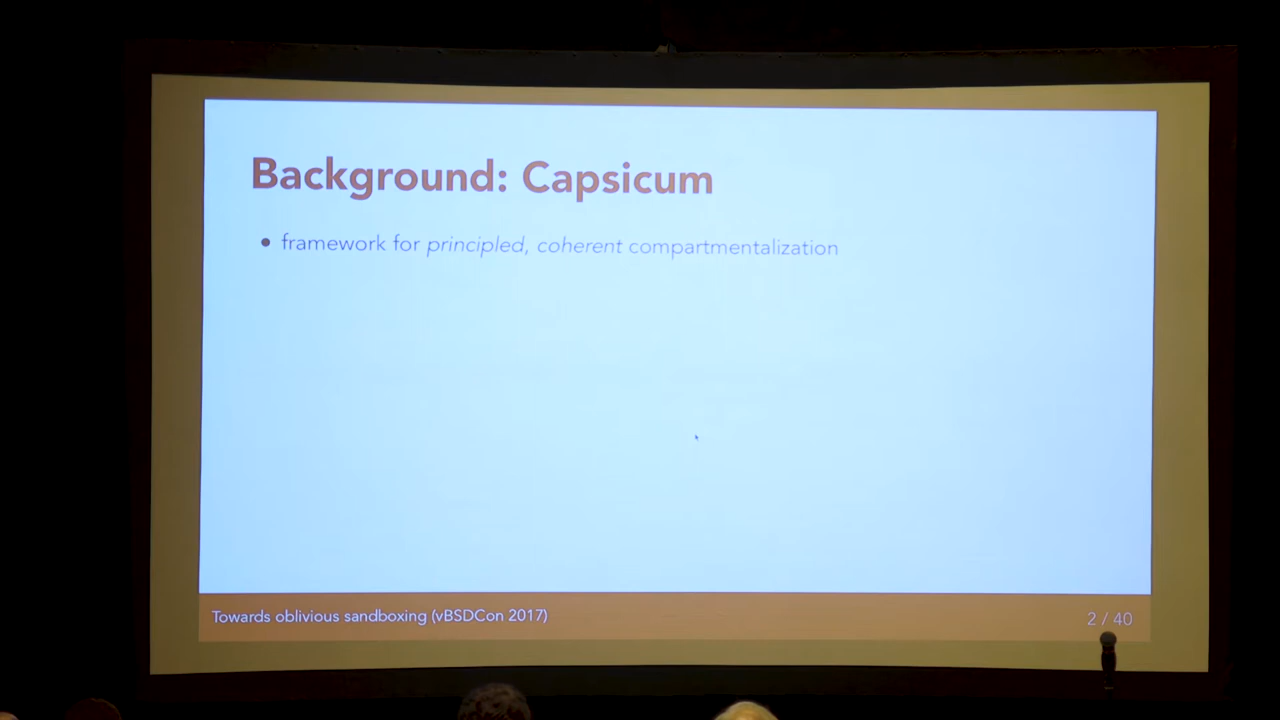 Background: Capsicum
• framework for principled, coherent compartmentalization
Towards oblivious sandboxing (vBSDCon 2017)
2 / 40